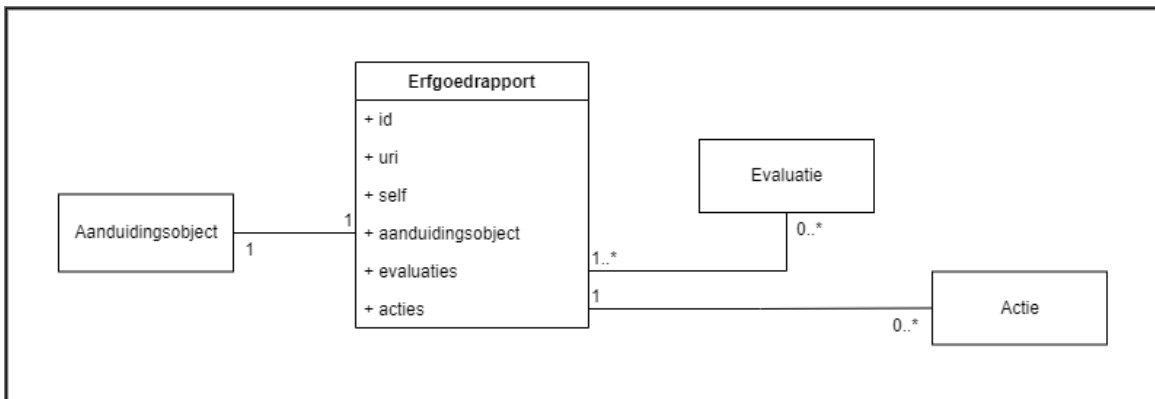 Erfgoedrapport
+ id
+ uri
+ self
+ aanduidingsobject
+ evaluaties
+ acties
Aanduidingsobject
1
1
Evaluatie
0..*
1..*
1
0..*
Actie